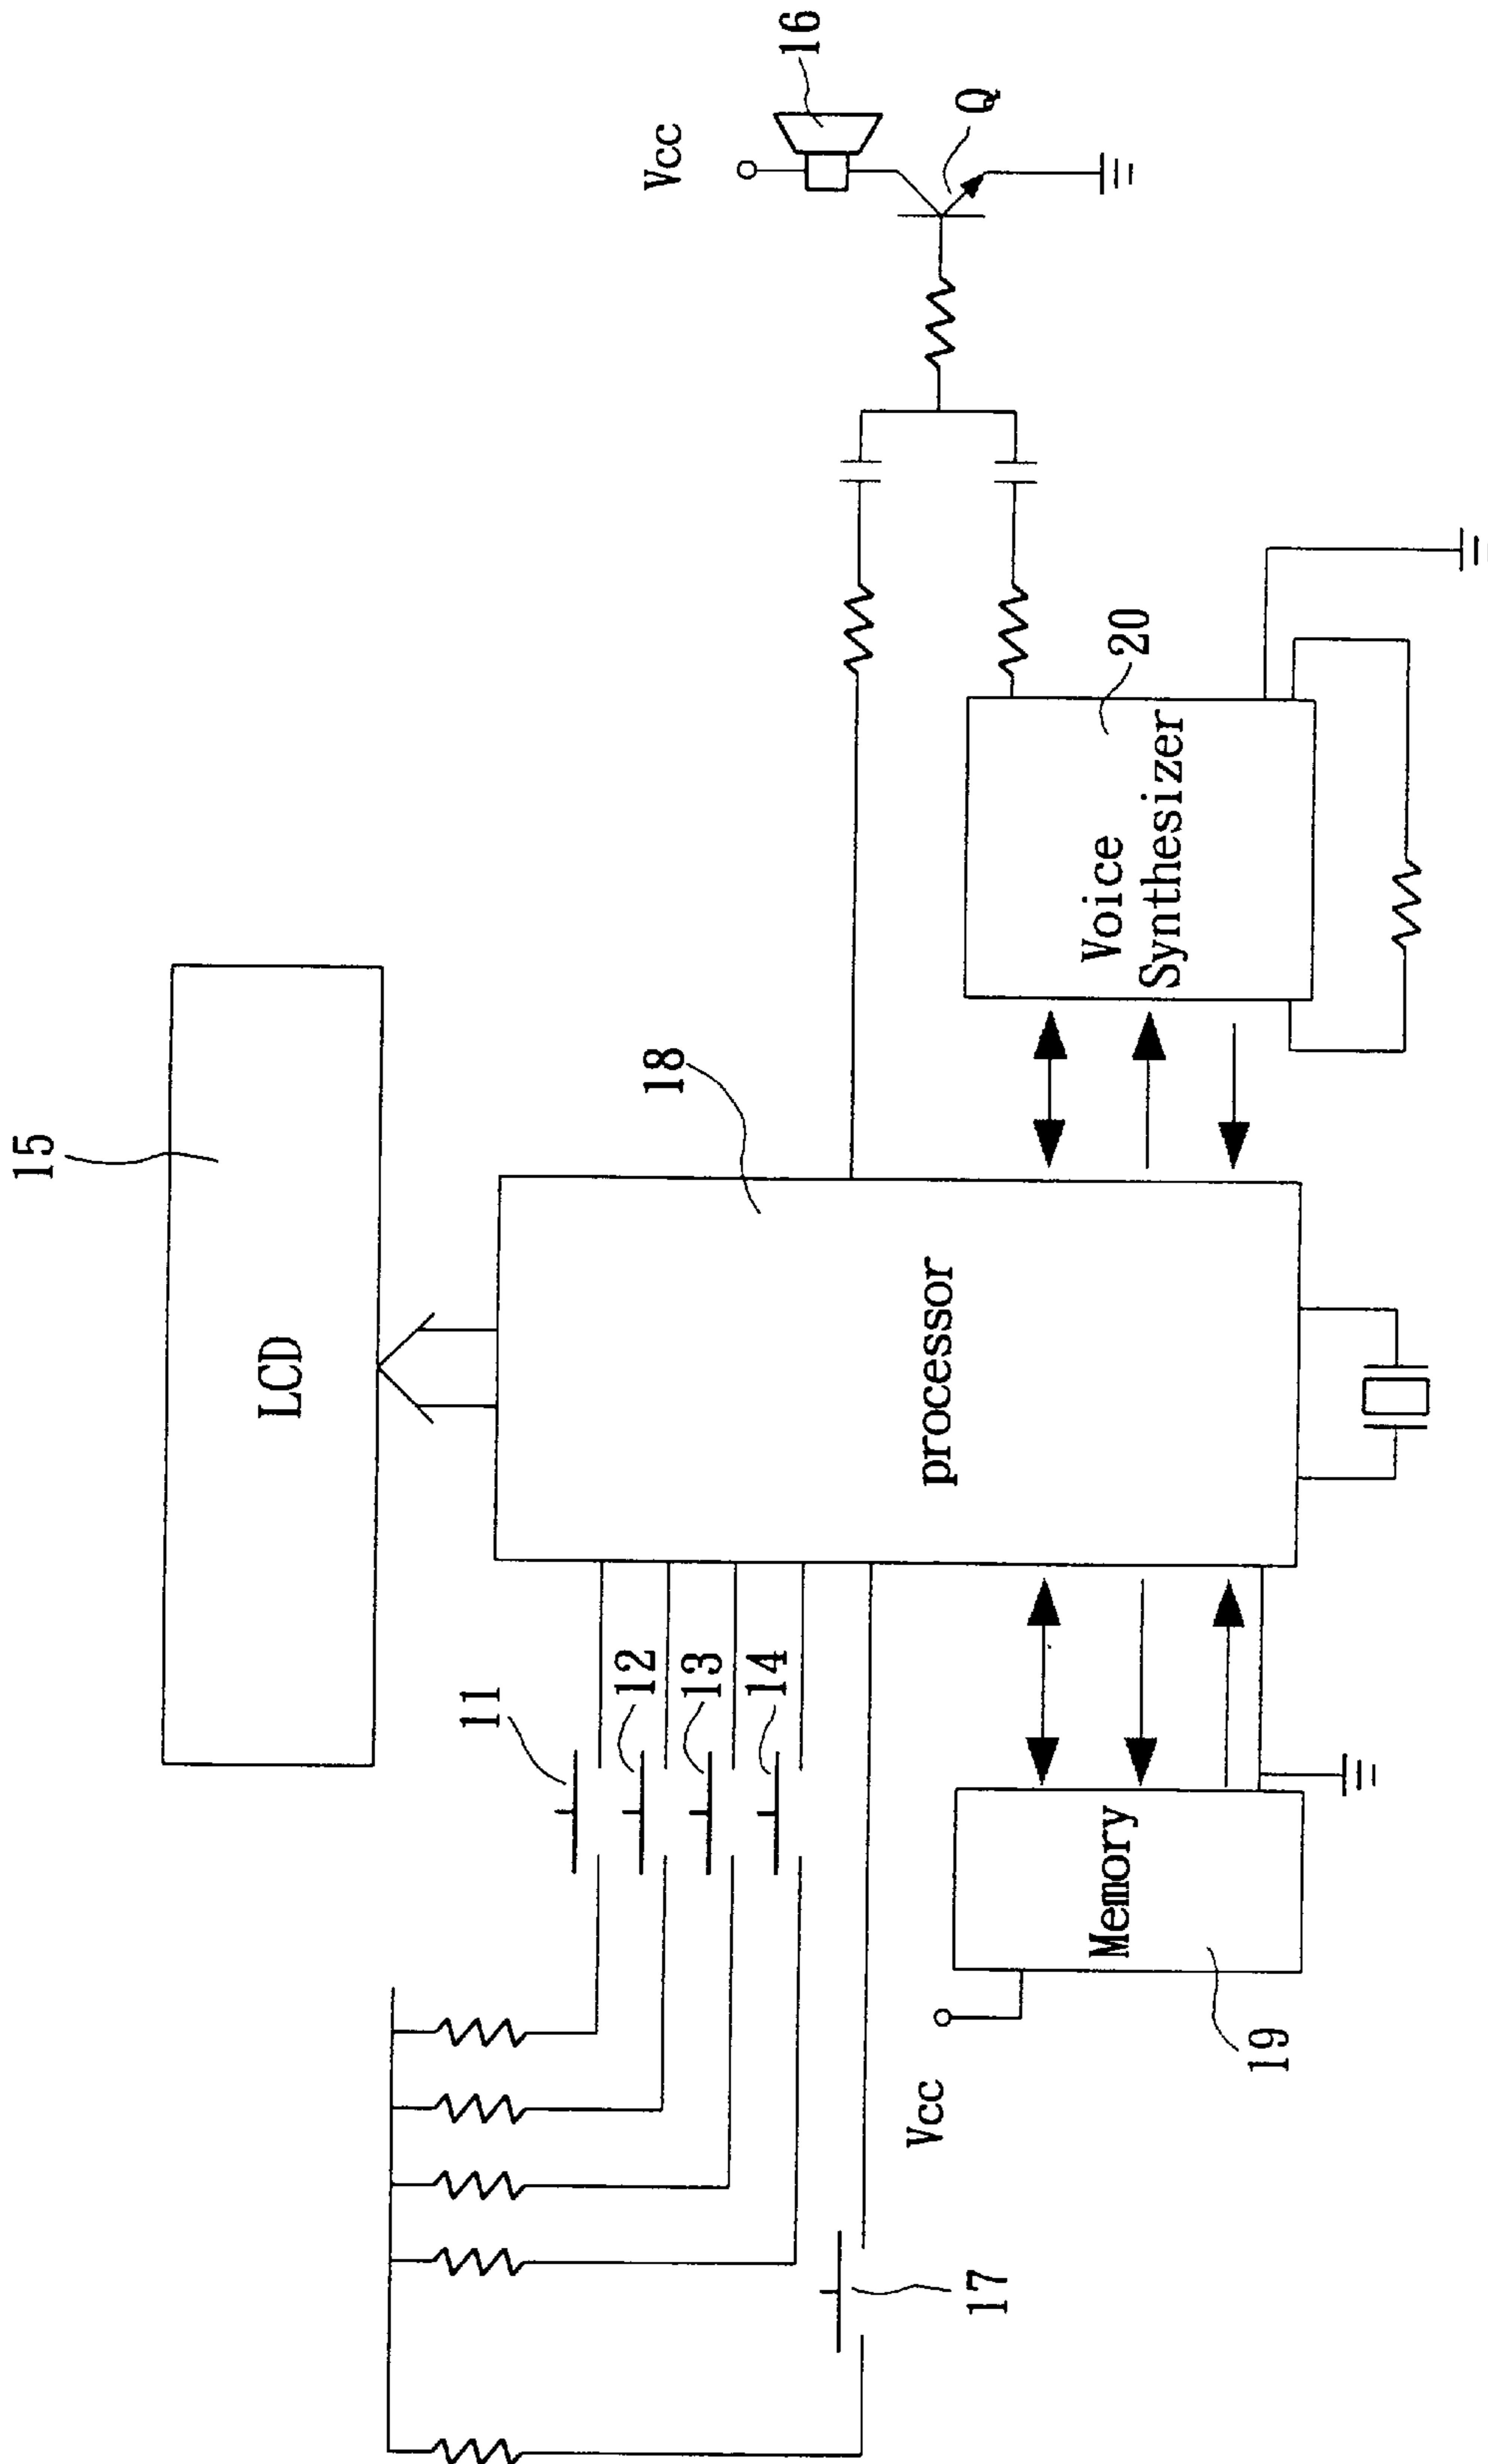 15
LCD
11
12
13
14
18
processor
17
Vcc
Memory
19
Voice
Synthesizer
20
Vcc
16
Q